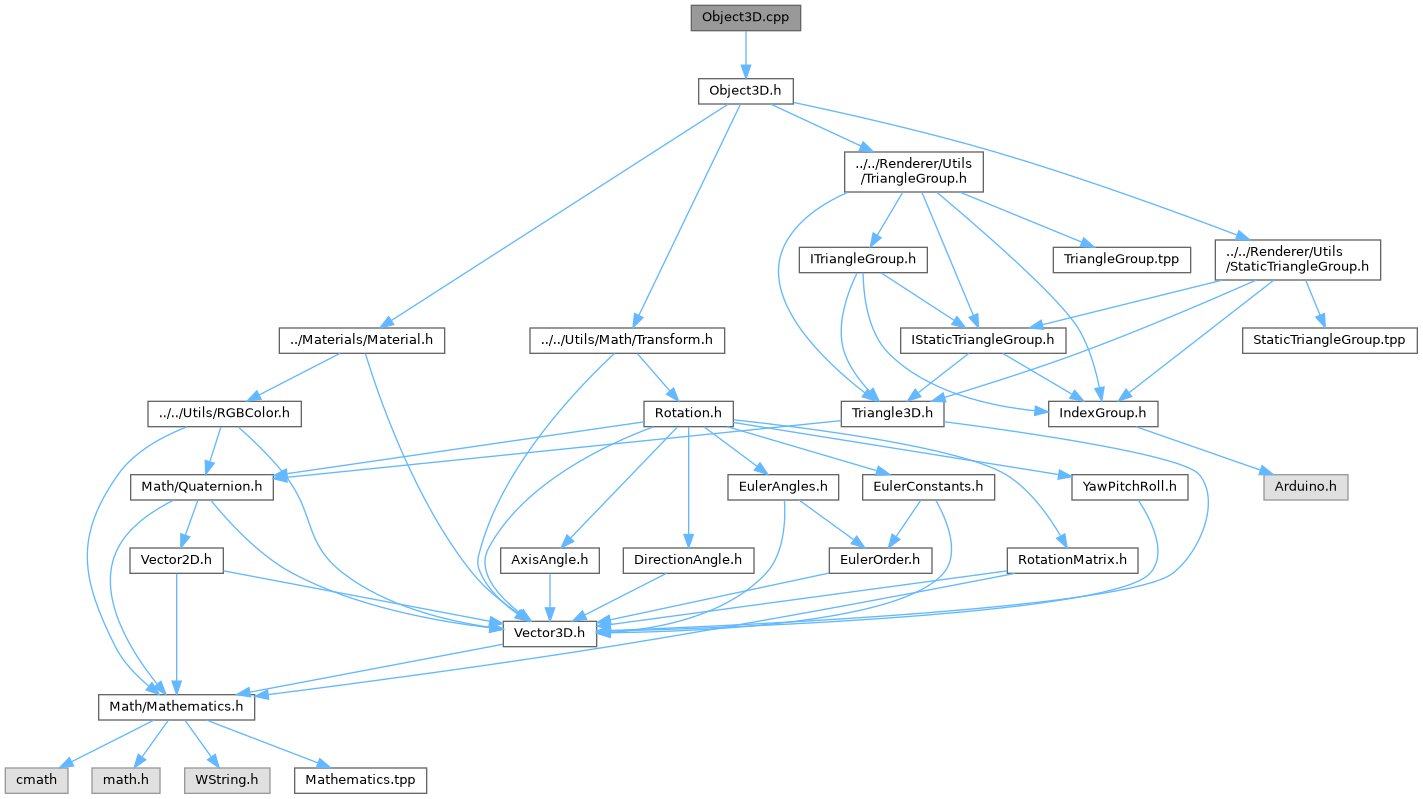 Object3D.cpp
Object3D.h
../../Renderer/Utils
/TriangleGroup.h
ITriangleGroup.h
TriangleGroup.tpp
../../Renderer/Utils
/StaticTriangleGroup.h
../Materials/Material.h
../../Utils/Math/Transform.h
IStaticTriangleGroup.h
StaticTriangleGroup.tpp
../../Utils/RGBColor.h
Rotation.h
Triangle3D.h
IndexGroup.h
Math/Quaternion.h
EulerAngles.h
EulerConstants.h
YawPitchRoll.h
Arduino.h
Vector2D.h
AxisAngle.h
DirectionAngle.h
EulerOrder.h
RotationMatrix.h
Vector3D.h
Math/Mathematics.h
cmath
math.h
WString.h
Mathematics.tpp